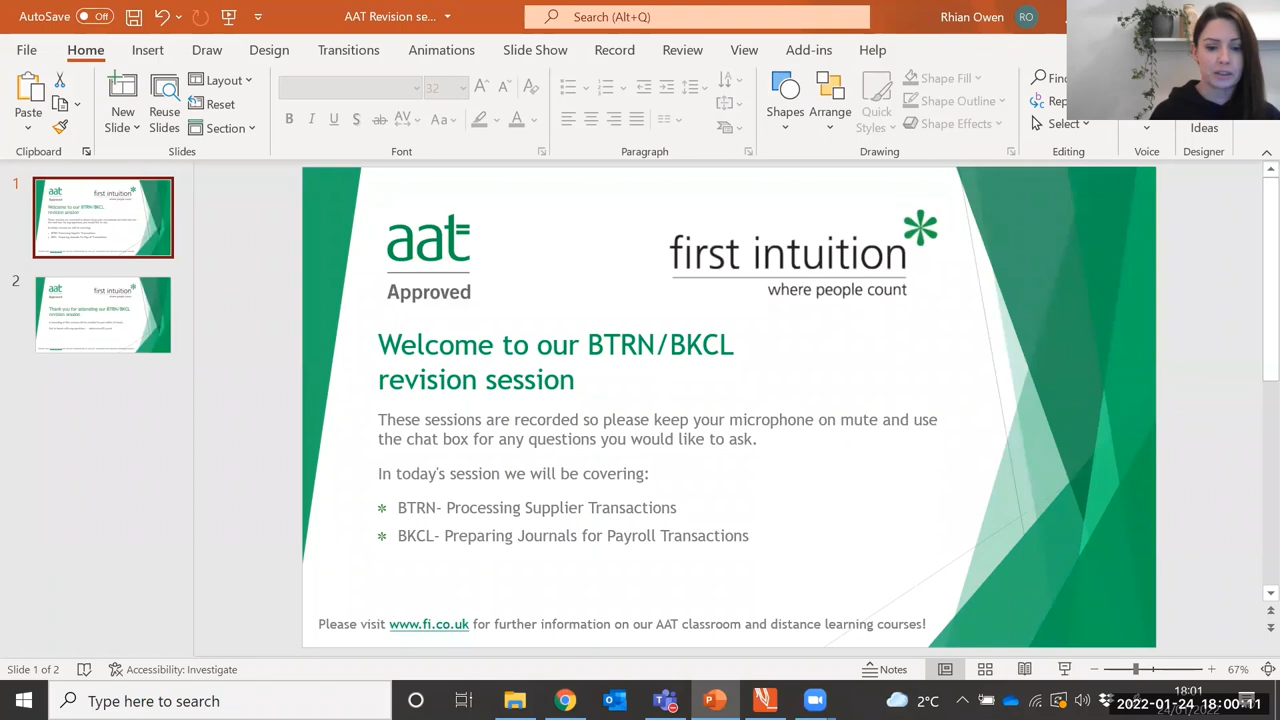 AutoSave Off
AAT Revision se...
Search (Alt+Q)
Rhian Owen
RO
File Home Insert Draw Design Transitions Animations Slide Show Record Review View Add-ins Help
Paste
New Slides
Reuse Slides
Layout
Reset
Section
Shapes
Arrange
Quick Styles
Shape Fill
Shape Outline
Shape Effects
Select
Ideas
Clipboard
Slides
Font
Paragraph
Drawing
Editing
Voice
Designer
1
2
aat
Approved
first intuition
where people count
Welcome to our BTRN/BKCL
revision session
These sessions are recorded so please keep your microphone on mute and use
the chat box for any questions you would like to ask.
In today's session we will be covering:
BTRN- Processing Supplier Transactions
BKCL- Preparing Journals for Payroll Transactions
Please visit www.fi.co.uk for further information on our AAT classroom and distance learning courses!
Slide 1 of 2
Accessibility: Investigate
Notes
67%
Type here to search
2°C
18:01
2022-01-24 18:00:11